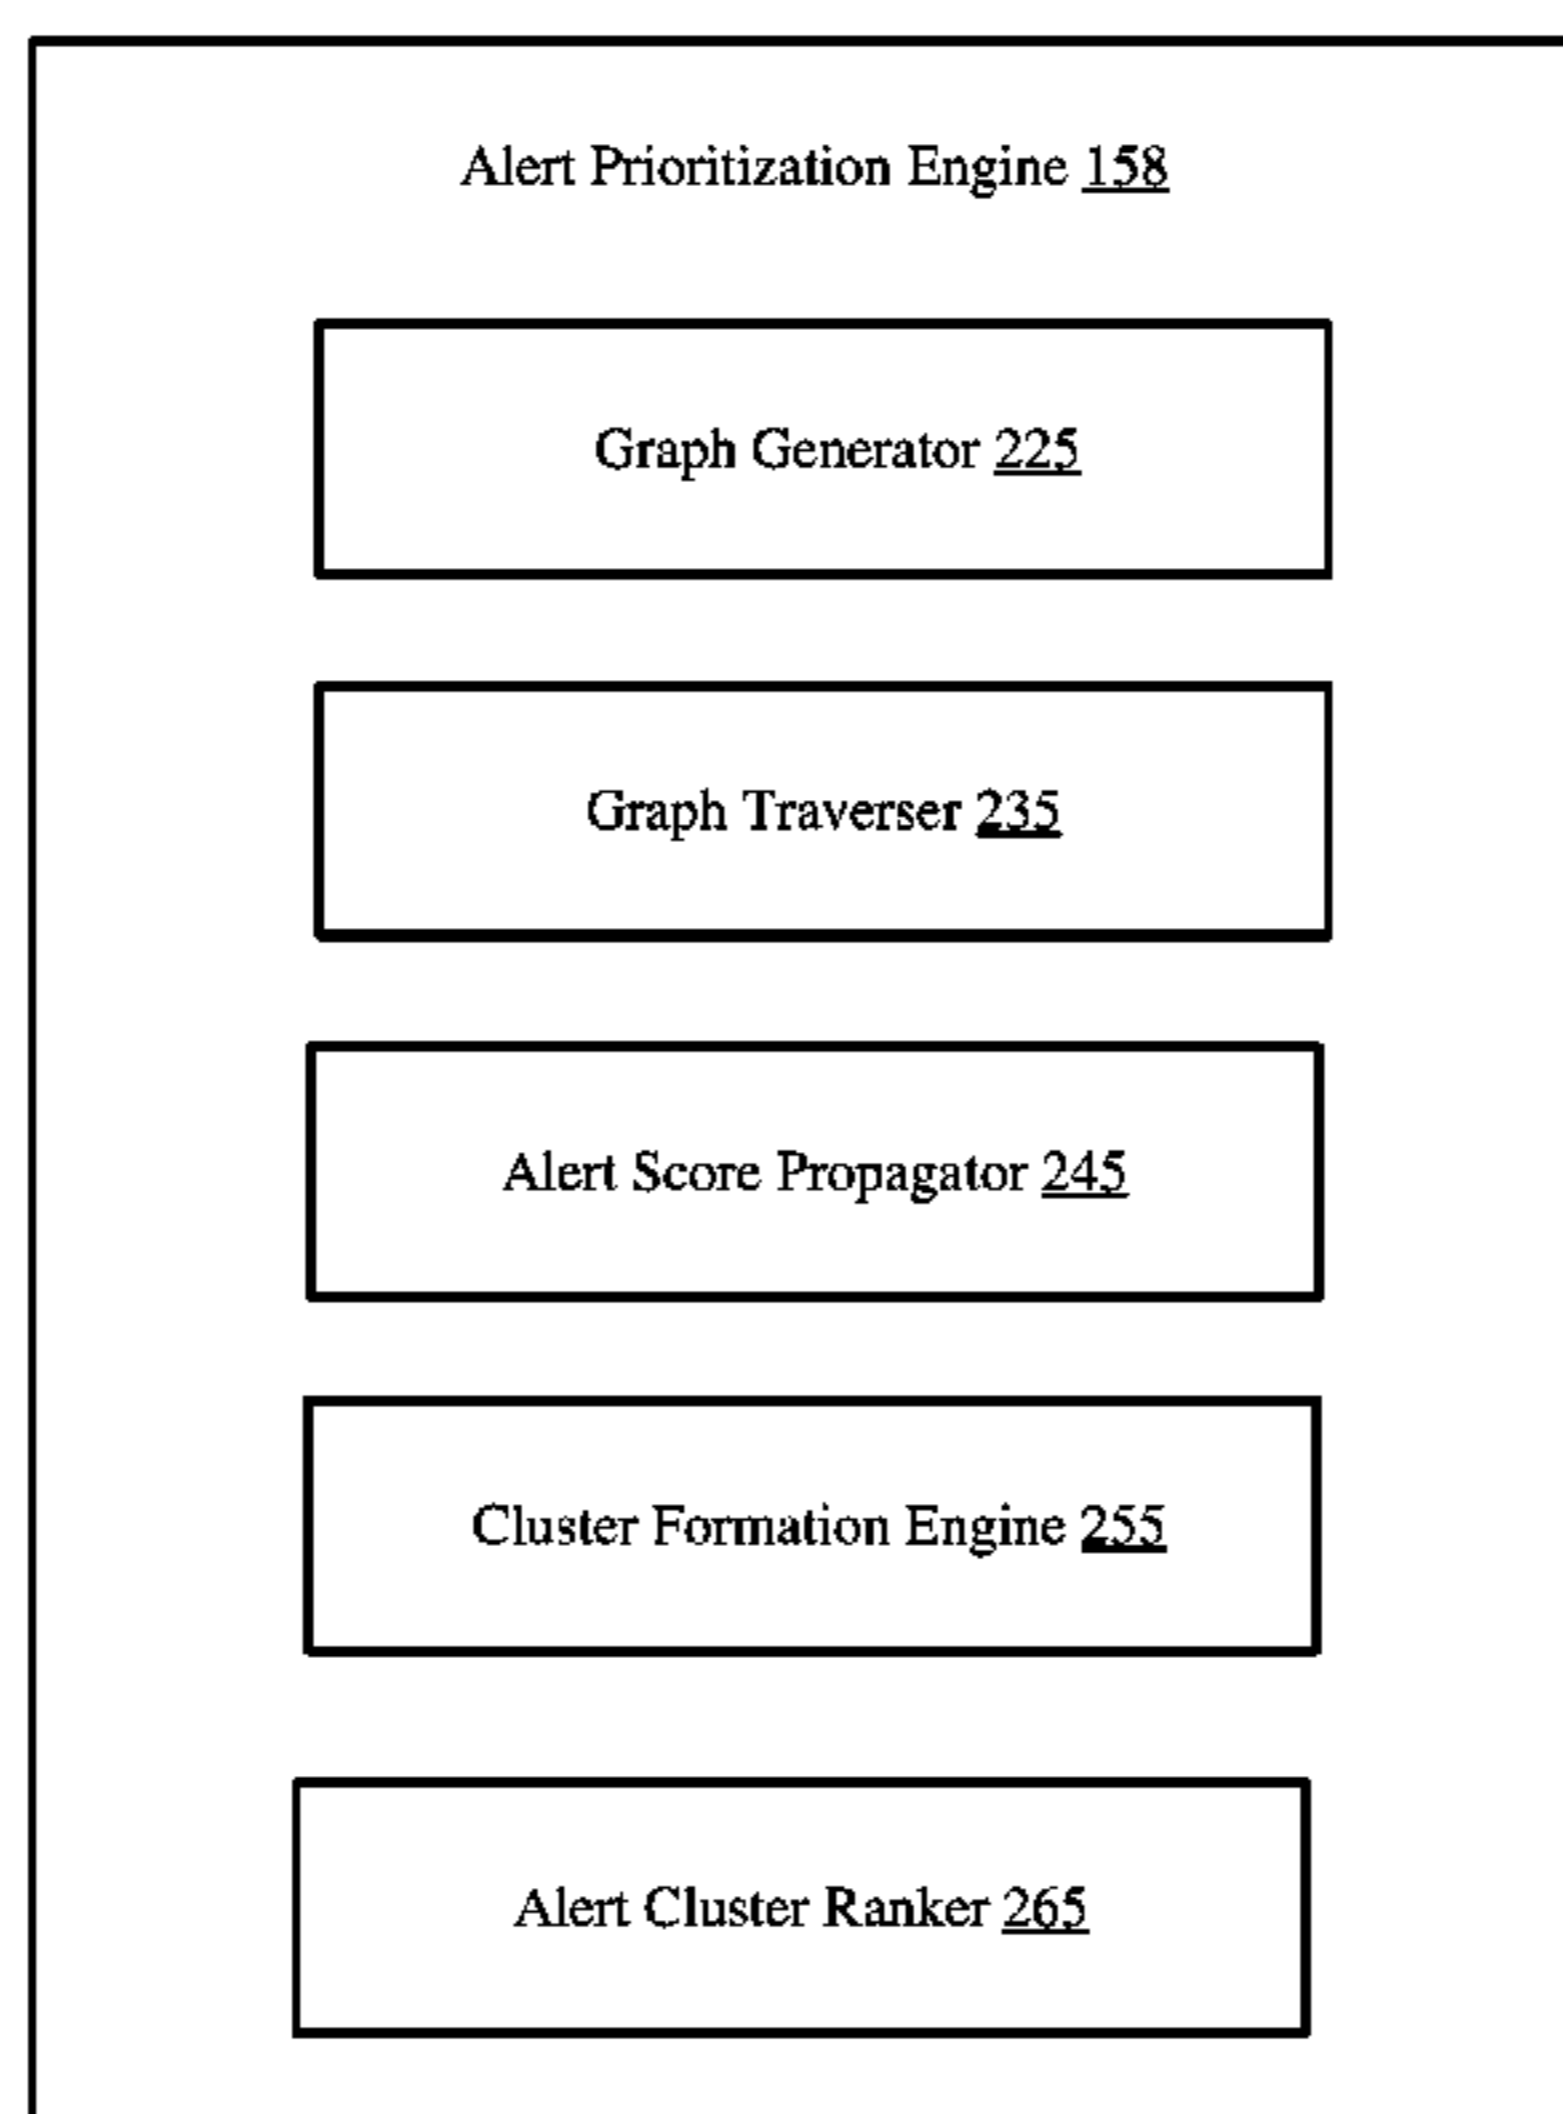 Alert Prioritization Engine 158
Graph Generator 225
Graph Traverser 235
Alert Score Propagator 245
Cluster Formation Engine 255
Alert Cluster Ranker 265